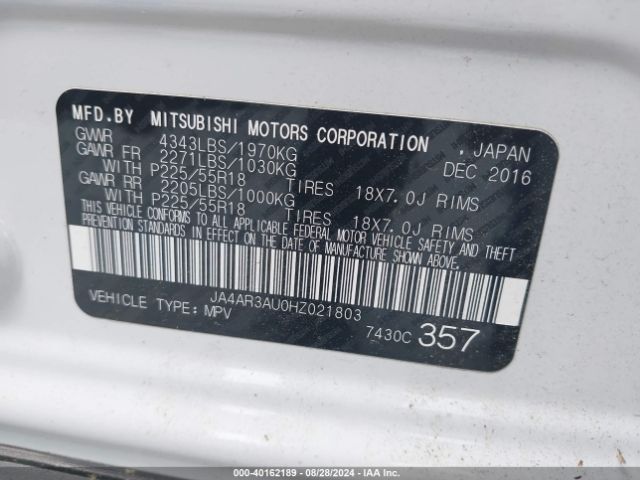 MFD.BY MITSUBISHI MOTORS CORPORATION , JAPAN
GVWR 4343LBS/1970KG DEC 2016
GAWR FR 2271LBS/1030KG
WITH P225/55R18 TIRES 18X7.0J RIMS
GAWR RR 2205LBS/1000KG
WITH P225/55R18 TIRES 18X7.0J RIMS
THIS VEHICLE CONFORMS TO ALL APPLICABLE FEDERAL MOTOR VEHICLE SAFETY AND THEFT
PREVENTION STANDARDS IN EFFECT ON THE DATE OF MANUFACTURE SHOWN ABOVE.
JA4AR3AU0HZ021803
VEHICLE TYPE: MPV 7430C 357
000-40162189 - 08/28/2024 - IAA Inc.